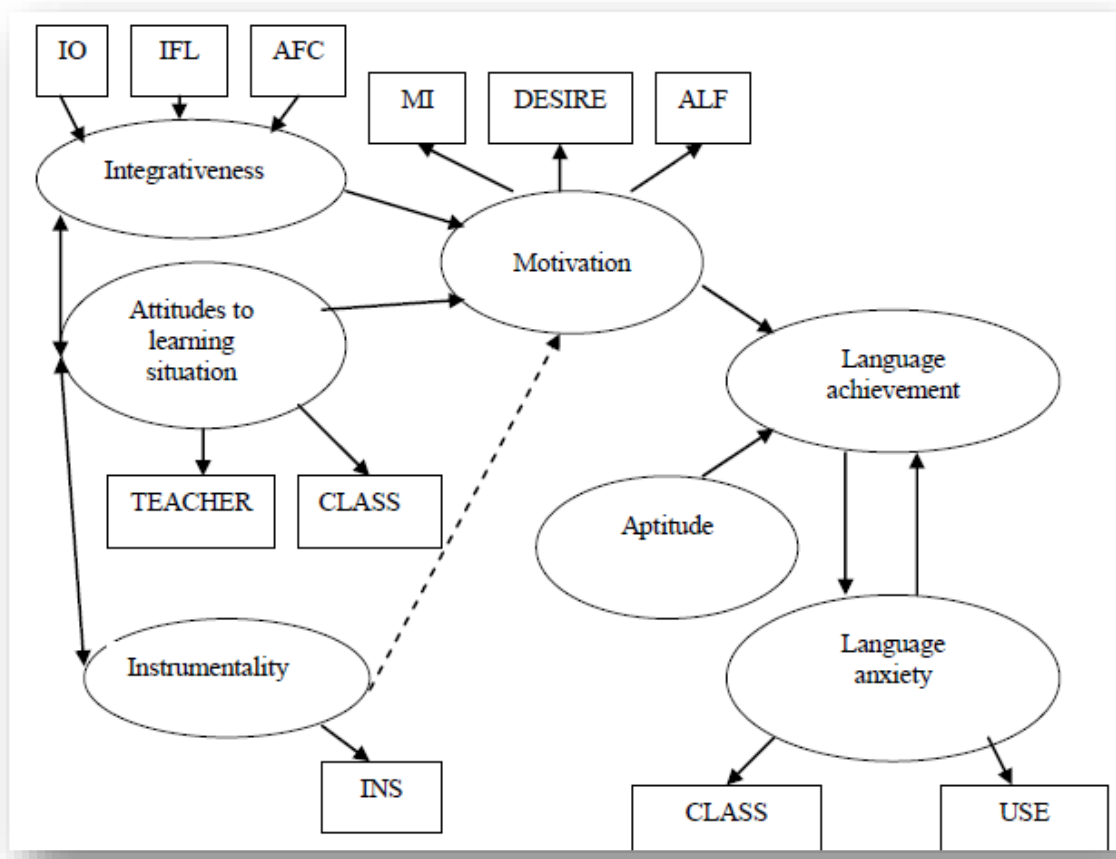 IO
IFL
AFC
MI
DESIRE
ALF
Integrativeness
Motivation
Attitudes to
learning
situation
Language
achievement
TEACHER
CLASS
Aptitude
Instrumentality
Language
anxiety
INS
CLASS
USE